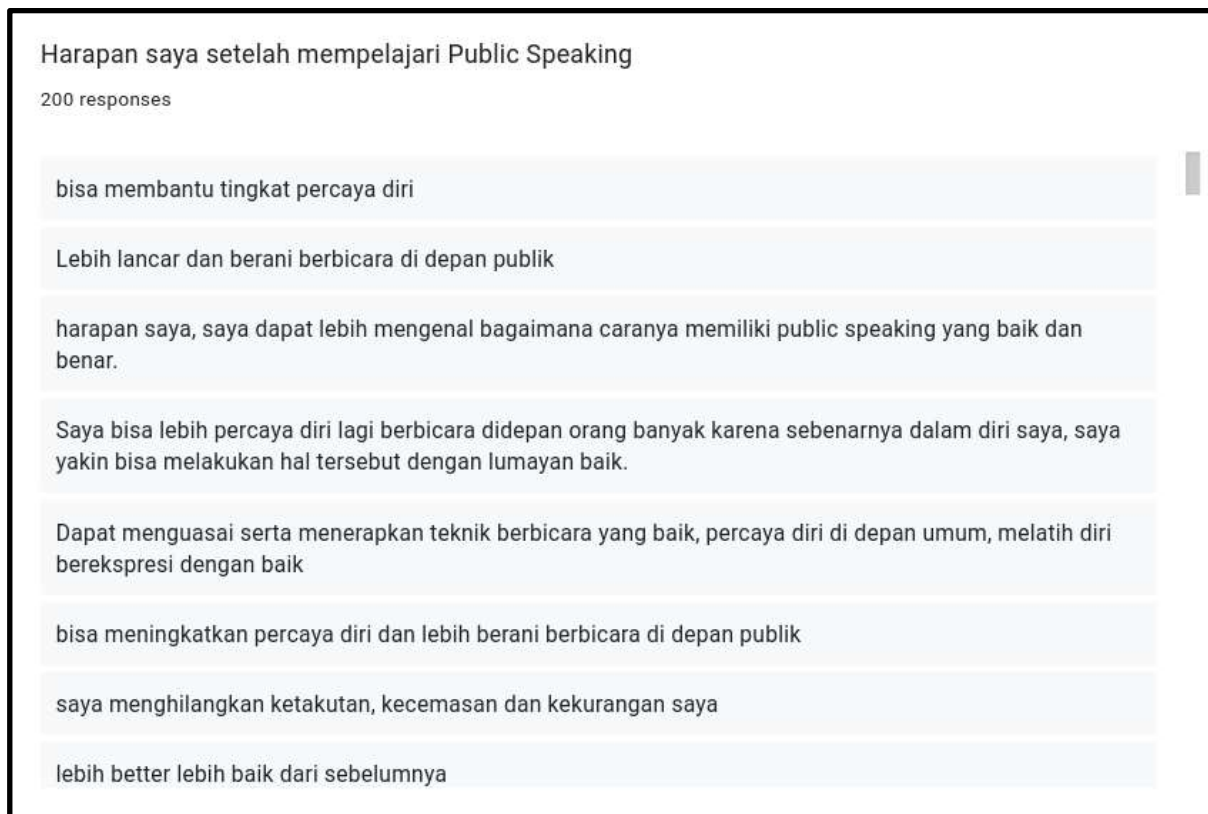 Harapan saya setelah mempelajari Public Speaking
200 responses
bisa membantu tingkat percaya diri
Lebih lancar dan berani berbicara di depan publik
harapan saya, saya dapat lebih mengenal bagaimana caranya memiliki public speaking yang baik dan
benar.
Saya bisa lebih percaya diri lagi berbicara didepan orang banyak karena sebenarnya dalam diri saya, saya
yakin bisa melakukan hal tersebut dengan lumayan baik.
Dapat menguasai serta menerapkan teknik berbicara yang baik, percaya diri di depan umum, melatih diri
berekspresi dengan baik
bisa meningkatkan percaya diri dan lebih berani berbicara di depan publik
saya menghilangkan ketakutan, kecemasan dan kekurangan saya
lebih better lebih baik dari sebelumnya